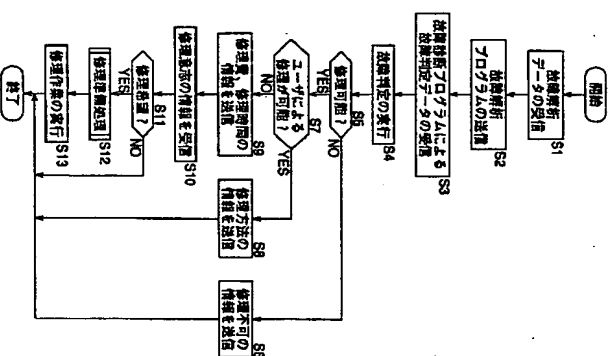 開始
故障解析
データの受信
S1
故障解析
プログラムの送信
S2
故障診断プログラムによる
故障判定データの受信
S3
故障判定の実行
S4
修理可能?
S5
YES
NO
ユーザによる
修理が可能?
S7
NO
YES
修理費、修理時間の
情報を送信
S9
修理方法の
情報を送信
S8
修理不可の
情報を送信
修理意志の情報を受信
S10
修理希望?
S11
YES
NO
修理準備処理
S12
修理作業の実行
S13
終了